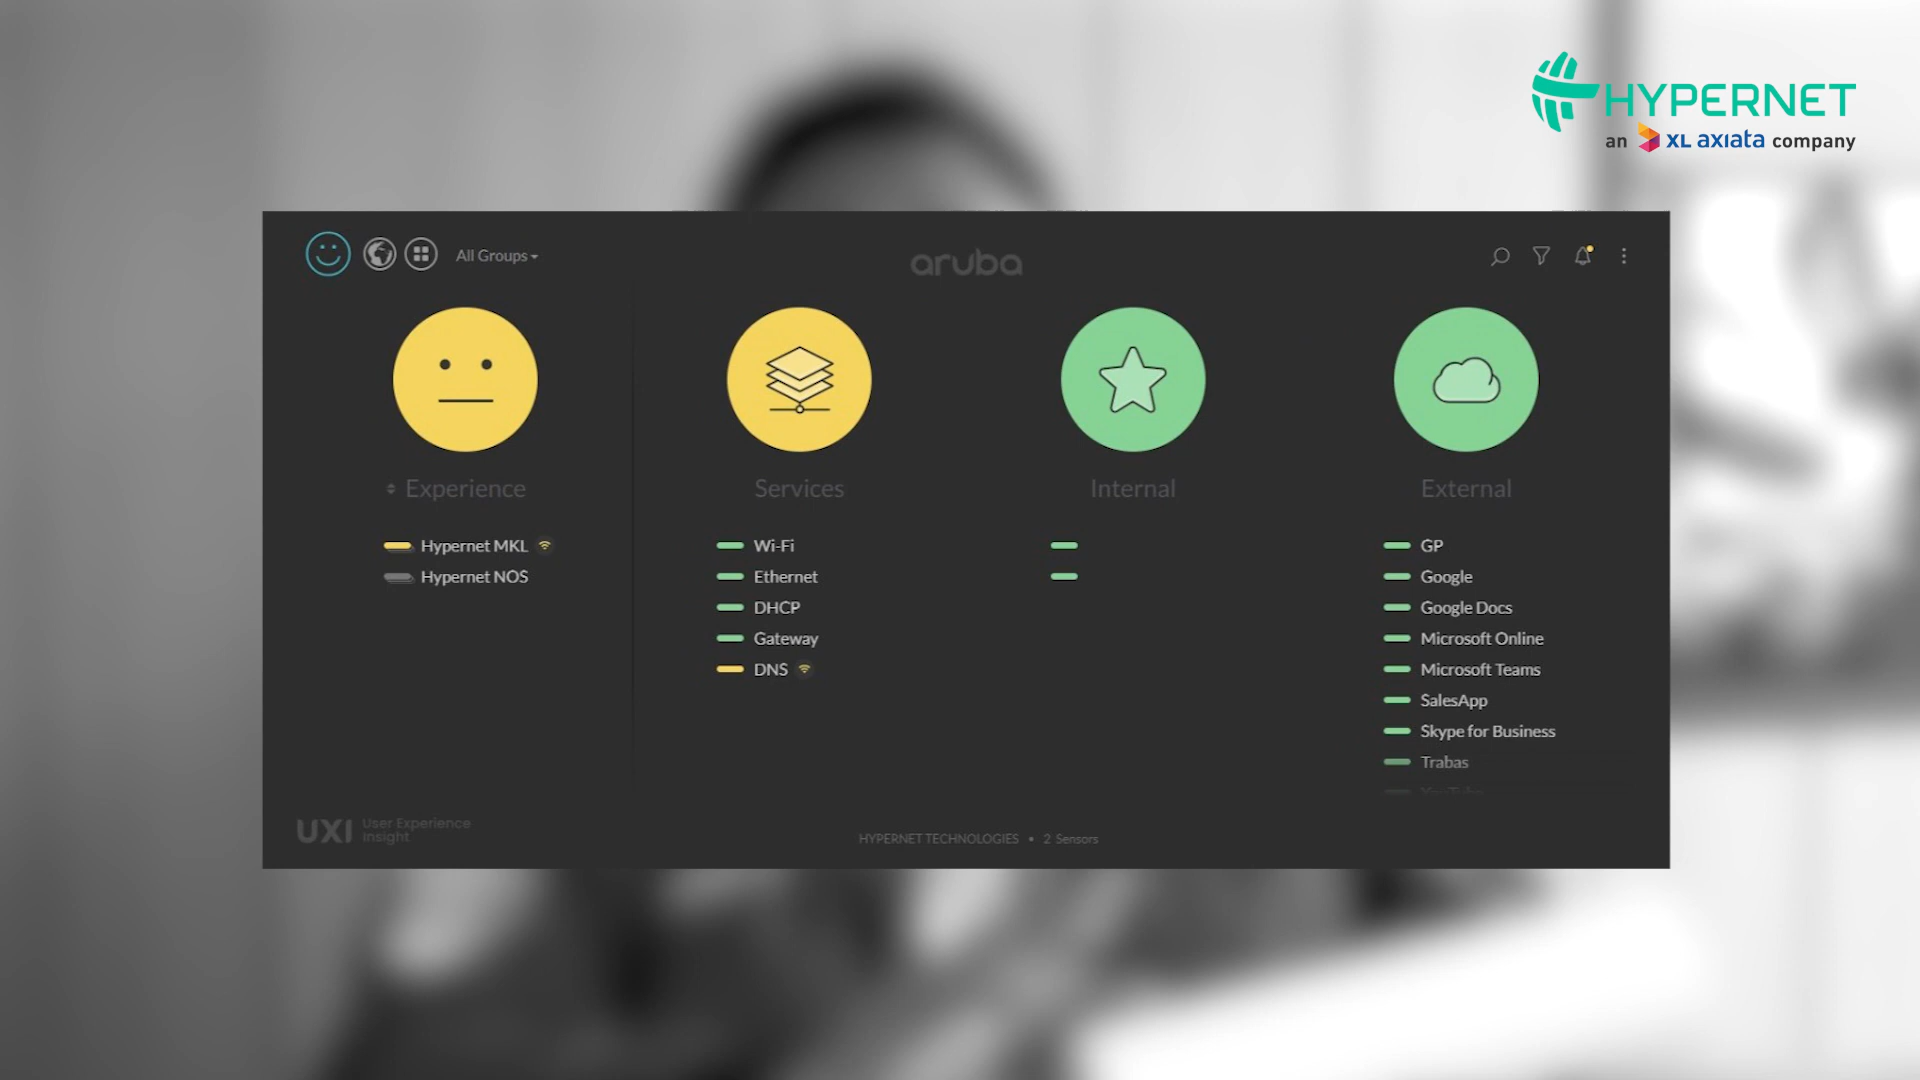 HYPERNET
an XL axiata company
All Groups
aruba
Experience
Hypernet MKL
Hypernet NOS
Services
Wi-Fi
Ethernet
DHCP
Gateway
DNS
Internal
External
GP
Google
Google Docs
Microsoft Online
Microsoft Teams
SalesApp
Skype for Business
Trabas
YouTube
UXI User Experience
Insight
HYPERNET TECHNOLOGIES • 2 Sensors